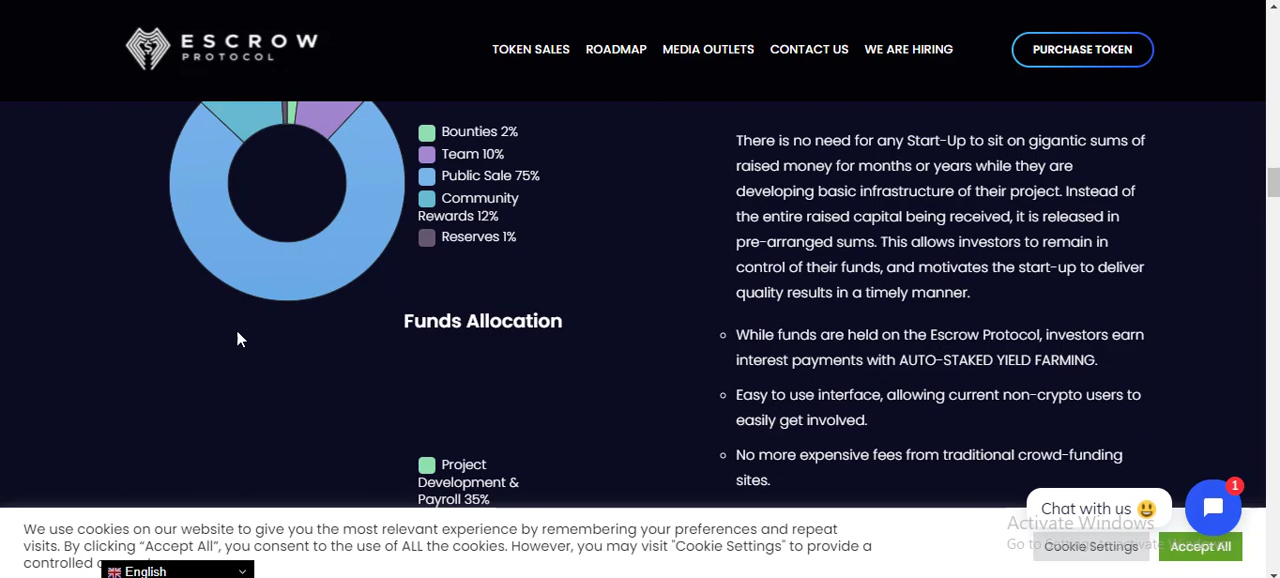 ESCROW
PROTOCOL
TOKEN SALES
ROADMAP
MEDIA OUTLETS
CONTACT US
WE ARE HIRING
PURCHASE TOKEN
Bounties 2%
Team 10%
Public Sale 75%
Community
Rewards 12%
Reserves 1%
Funds Allocation
Project
Development &
Payroll 35%
There is no need for any Start-Up to sit on gigantic sums of
raised money for months or years while they are
developing basic infrastructure of their project. Instead of
the entire raised capital being received, it is released in
pre-arranged sums. This allows investors to remain in
control of their funds, and motivates the start-up to deliver
quality results in a timely manner.
While funds are held on the Escrow Protocol, investors earn
interest payments with AUTO-STAKED YIELD FARMING.
Easy to use interface, allowing current non-crypto users to
easily get involved.
No more expensive fees from traditional crowd-funding
sites.
1
Chat with us 😃
Activate Windows
Go to Settings to activate Windows.
We use cookies on our website to give you the most relevant experience by remembering your preferences and repeat
visits. By clicking “Accept All”, you consent to the use of ALL the cookies. However, you may visit "Cookie Settings" to provide a
controlled
Cookie Settings
Accept All
English